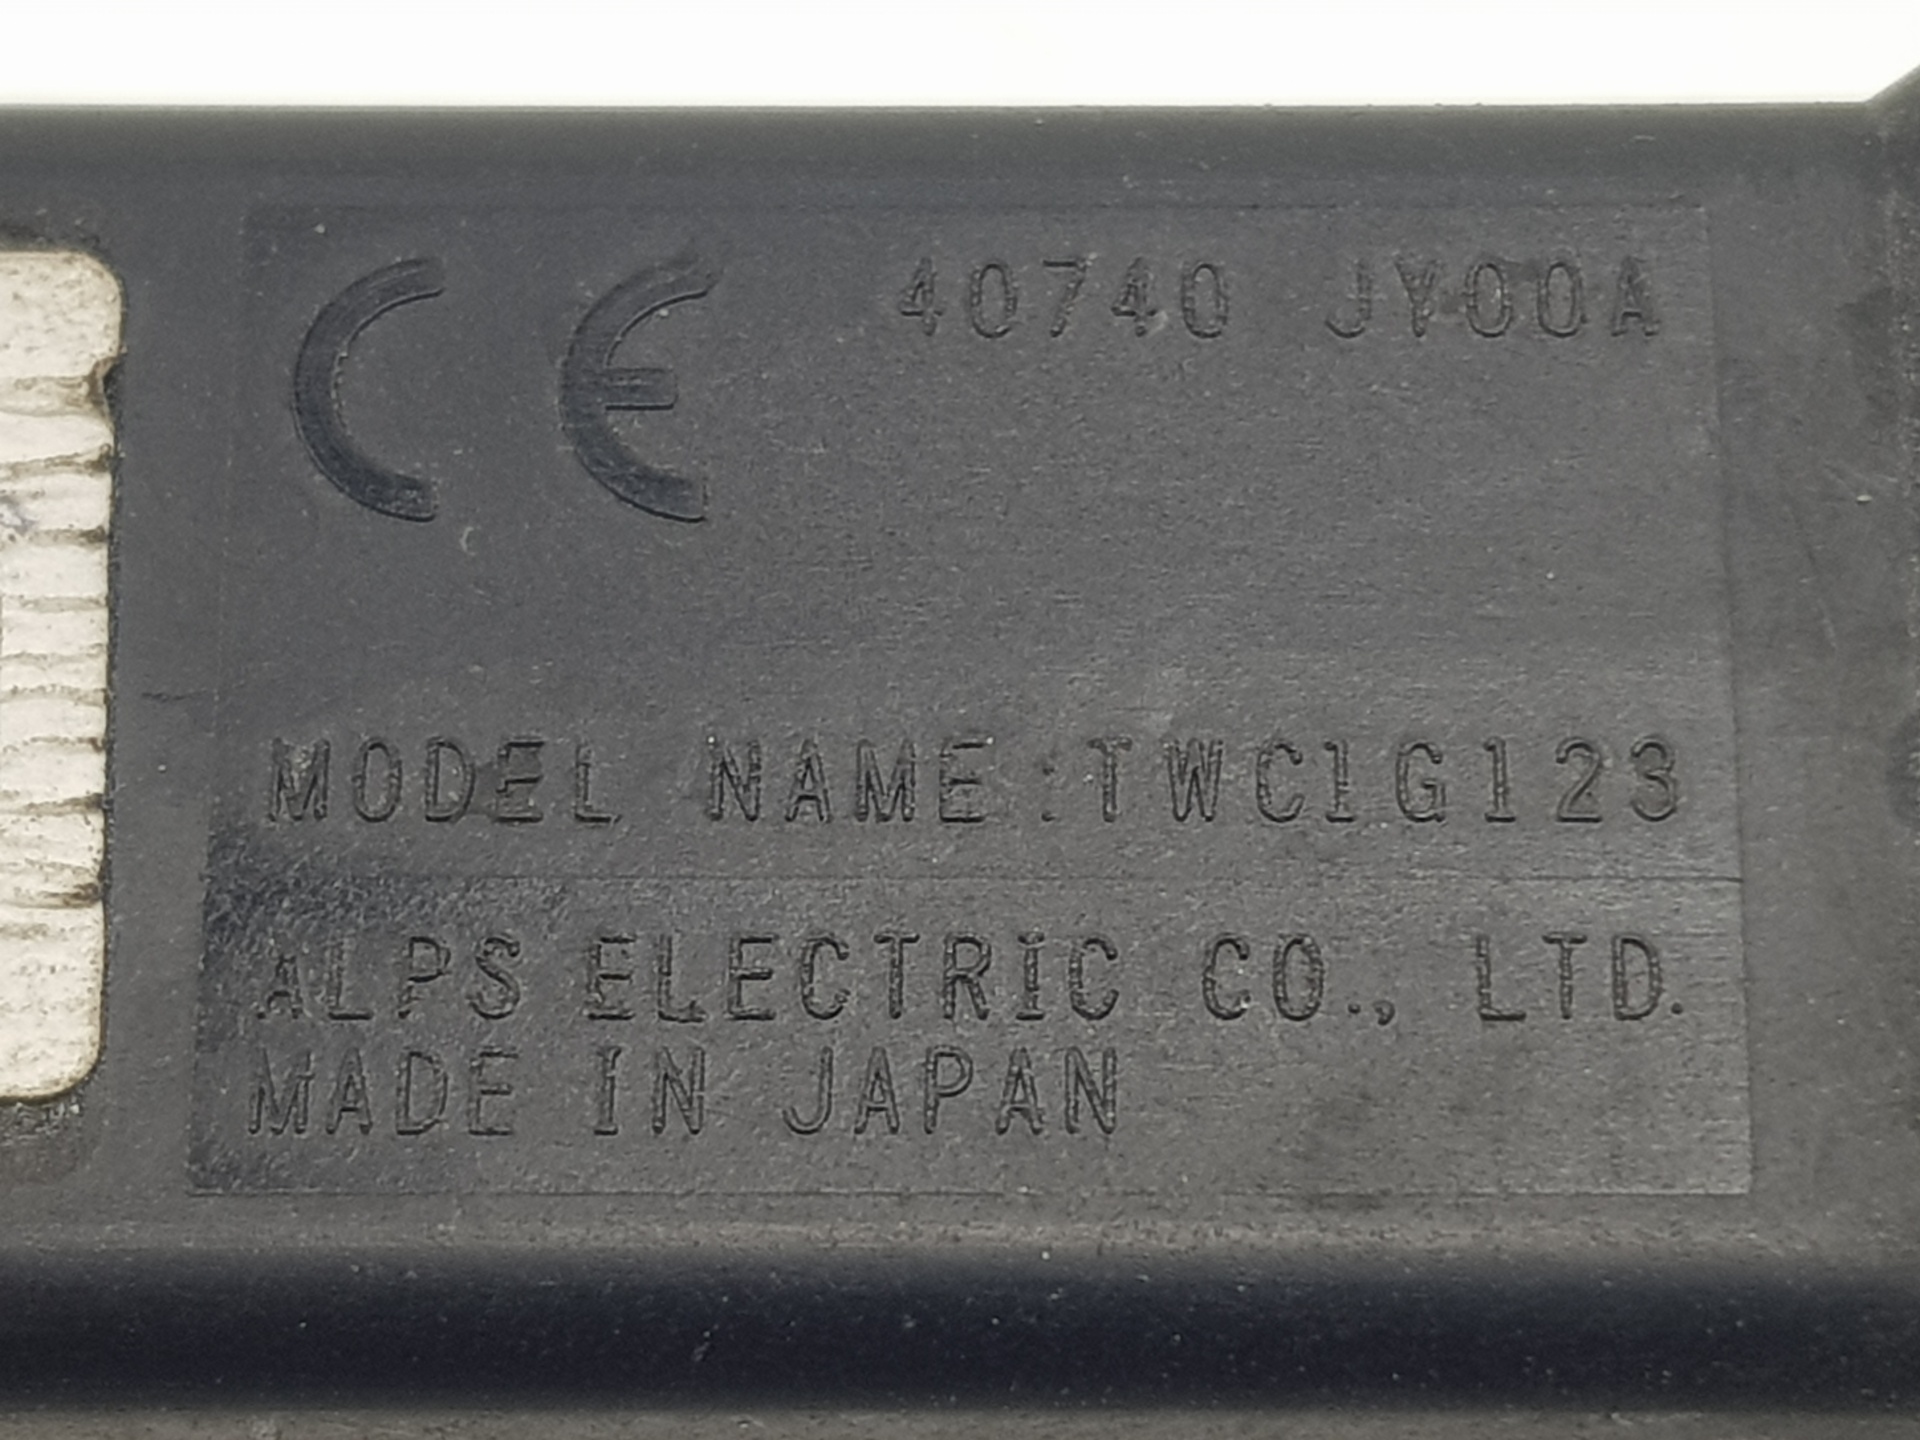 CE 40740 JY00A
MODEL NAME:TWC1G123
ALPS ELECTRIC CO., LTD.
MADE IN JAPAN